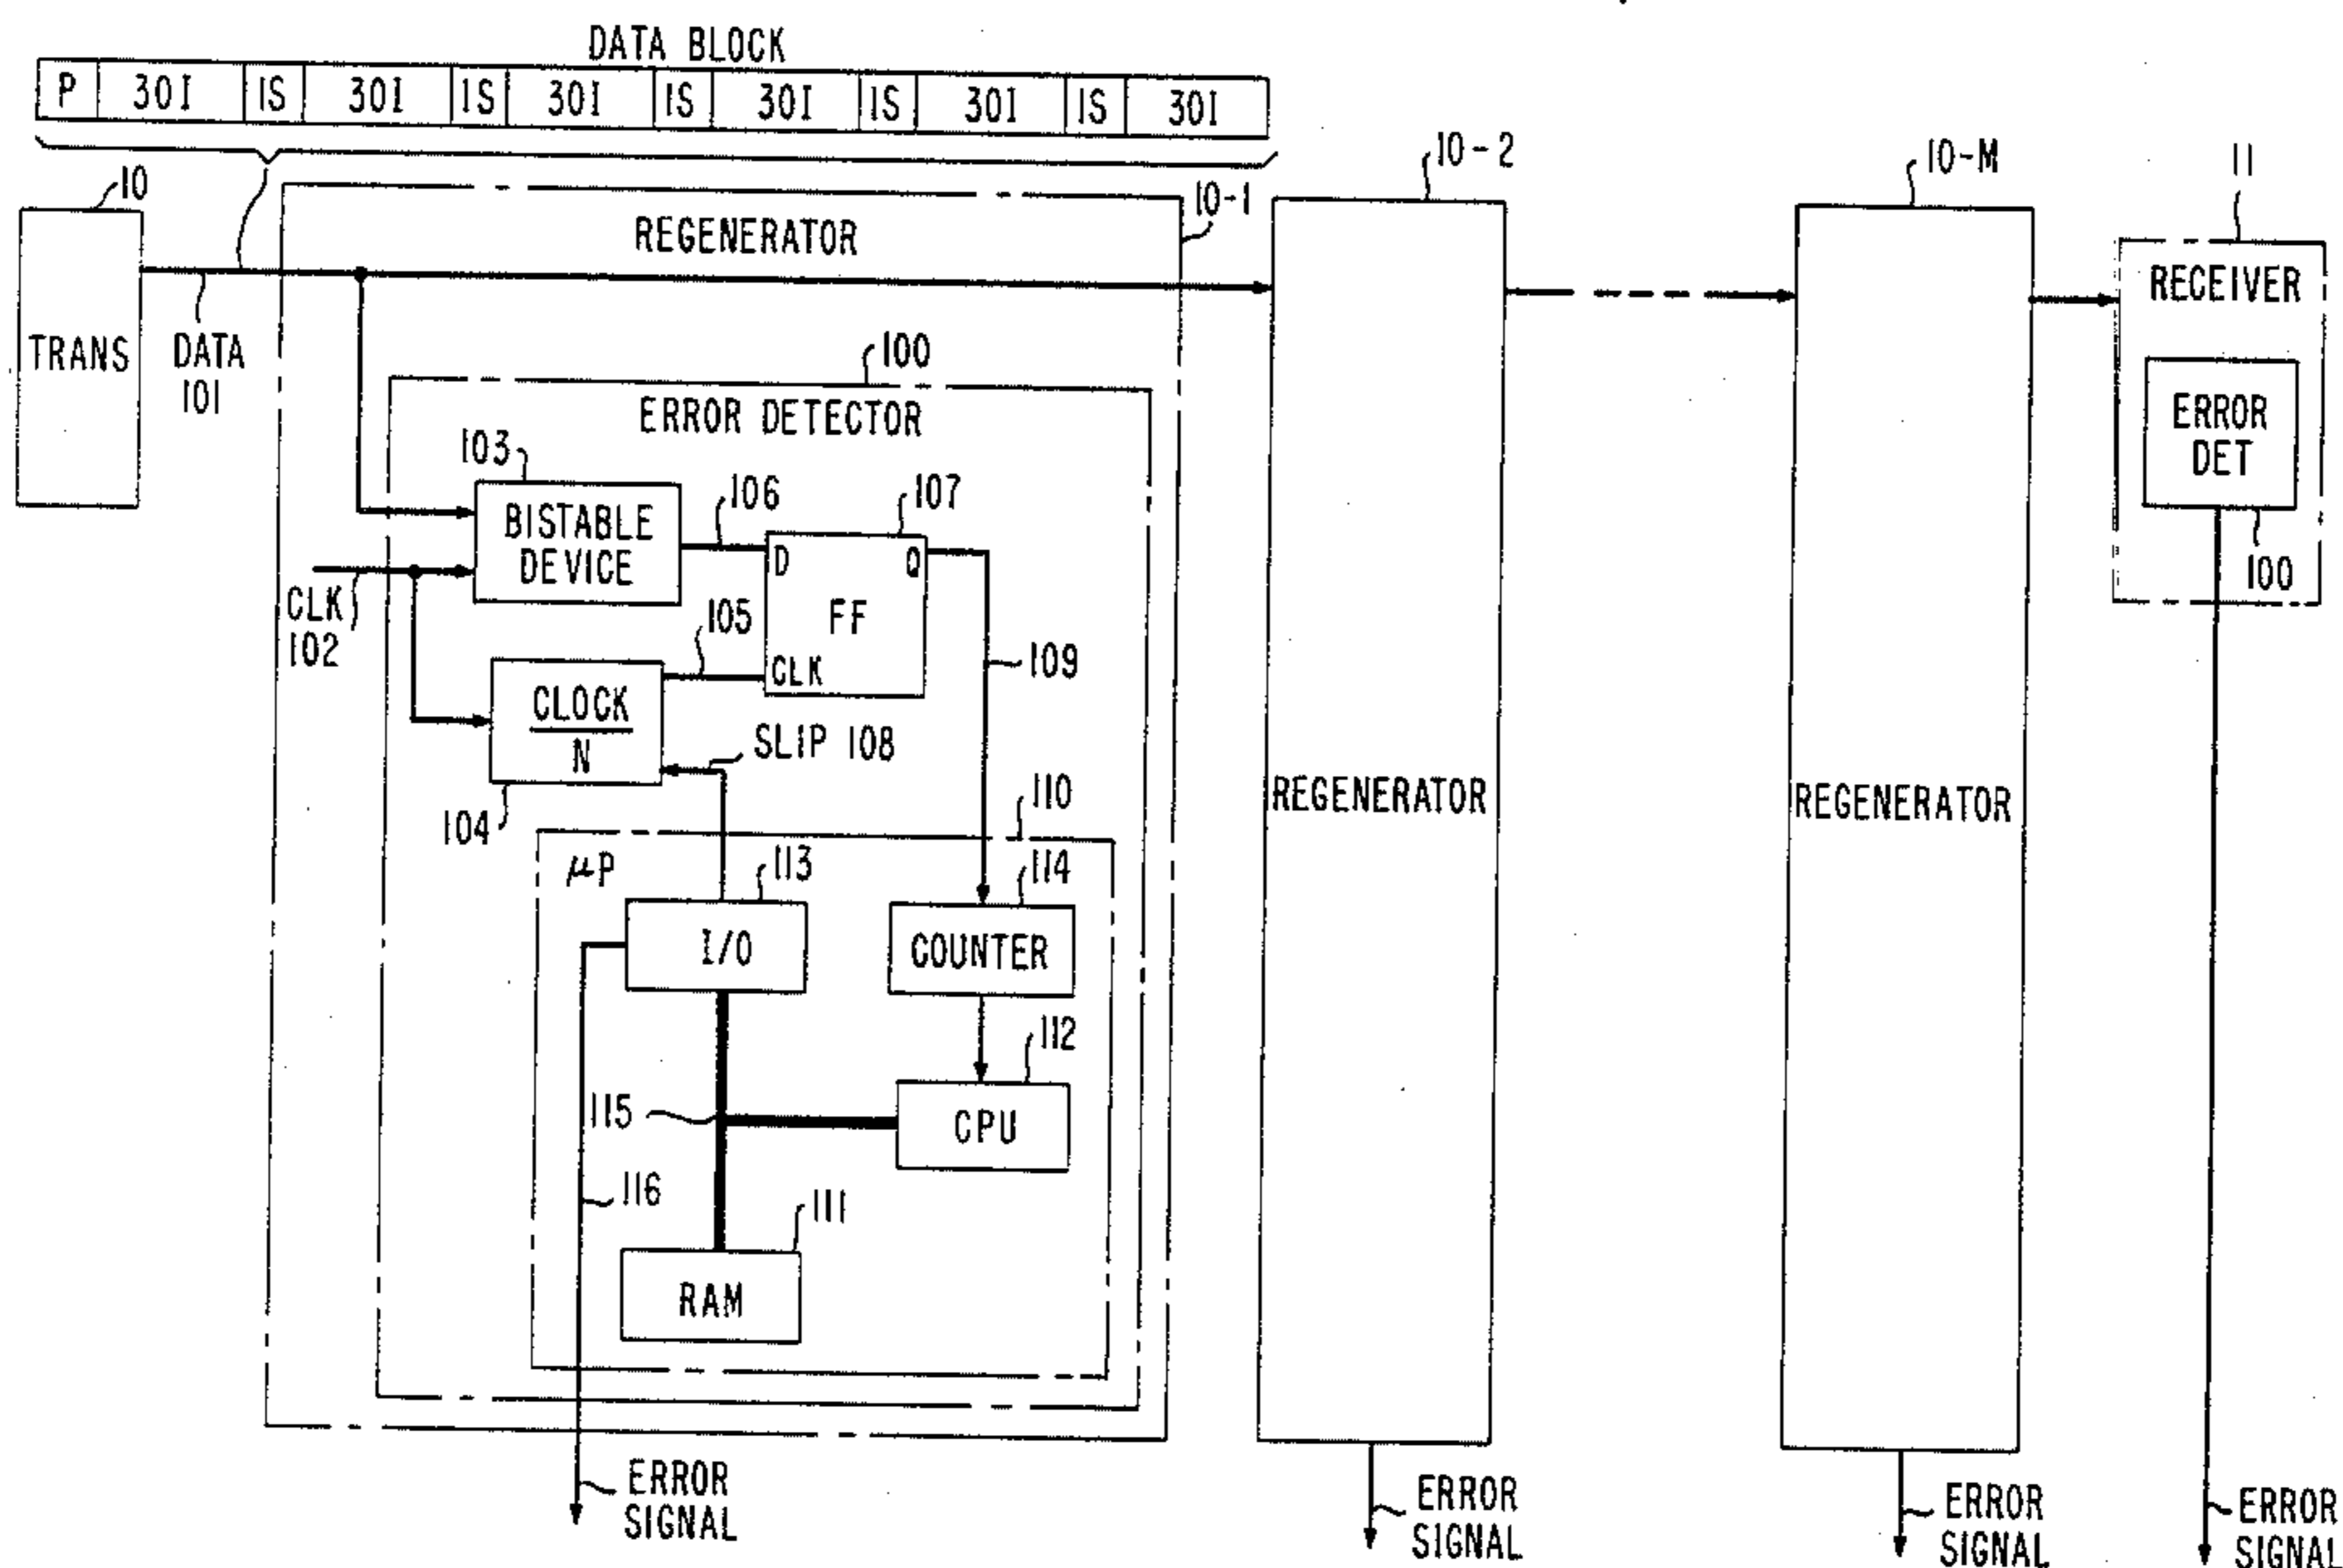 DATA BLOCK
P 30I IS 30I IS 30I IS 30I IS 30I IS 30I
10
TRANS
DATA
101
REGENERATOR
10-1
10-2
10-M
11
RECEIVER
ERROR
DET
100
100
ERROR DETECTOR
103
BISTABLE
DEVICE
106
107
D Q
FF
CLK
CLK
102
105
109
CLOCK
N
104
SLIP 108
110
μP
113
114
I/O
COUNTER
112
115
CPU
116
111
RAM
REGENERATOR
REGENERATOR
ERROR
SIGNAL
ERROR
SIGNAL
ERROR
SIGNAL
ERROR
SIGNAL